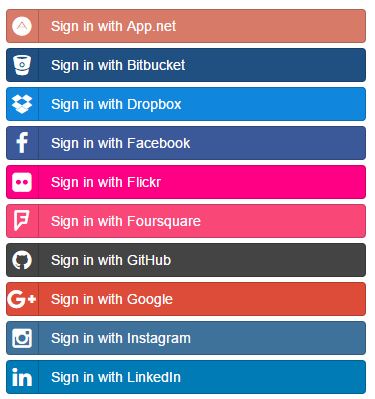 Sign in with App.net
Sign in with Bitbucket
Sign in with Dropbox
Sign in with Facebook
Sign in with Flickr
Sign in with Foursquare
Sign in with GitHub
Sign in with Google
Sign in with Instagram
Sign in with LinkedIn